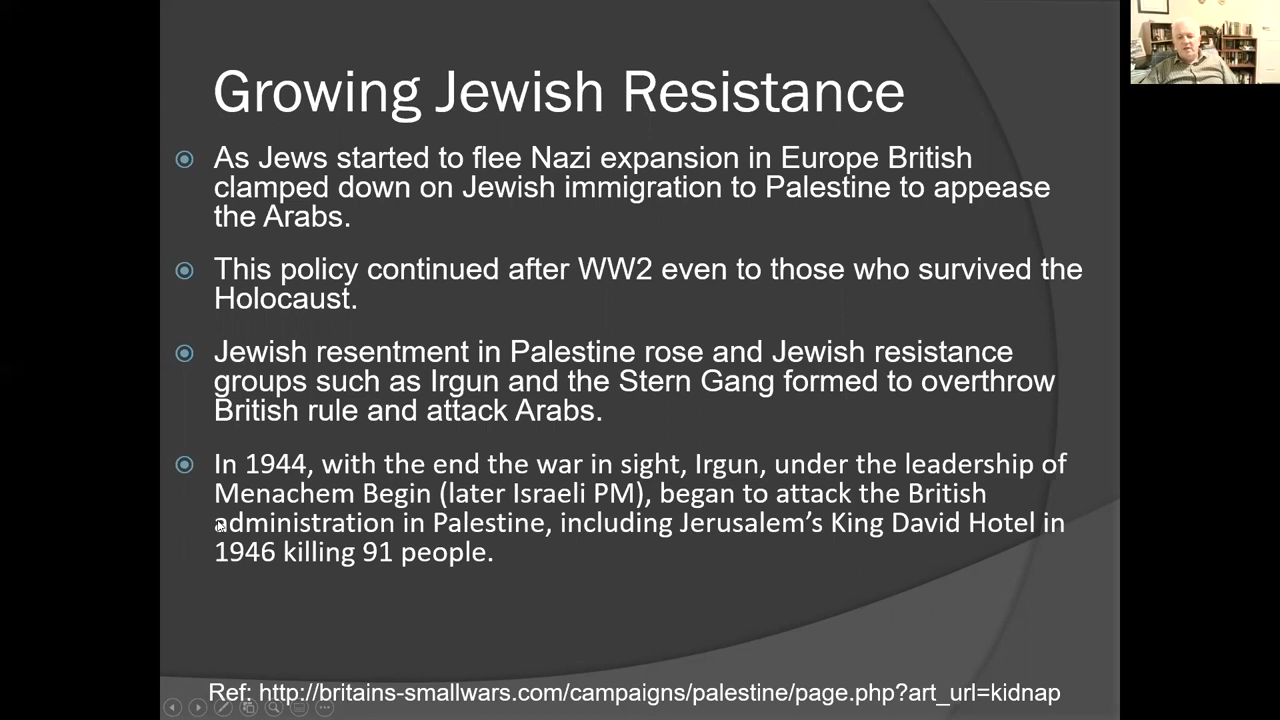 Growing Jewish Resistance
As Jews started to flee Nazi expansion in Europe British
clamped down on Jewish immigration to Palestine to appease
the Arabs.
This policy continued after WW2 even to those who survived the
Holocaust.
Jewish resentment in Palestine rose and Jewish resistance
groups such as Irgun and the Stern Gang formed to overthrow
British rule and attack Arabs.
In 1944, with the end the war in sight, Irgun, under the leadership of
Menachem Begin (later Israeli PM), began to attack the British
administration in Palestine, including Jerusalem’s King David Hotel in
1946 killing 91 people.
Ref: http://britains-smallwars.com/campaigns/palestine/page.php?art_url=kidnap